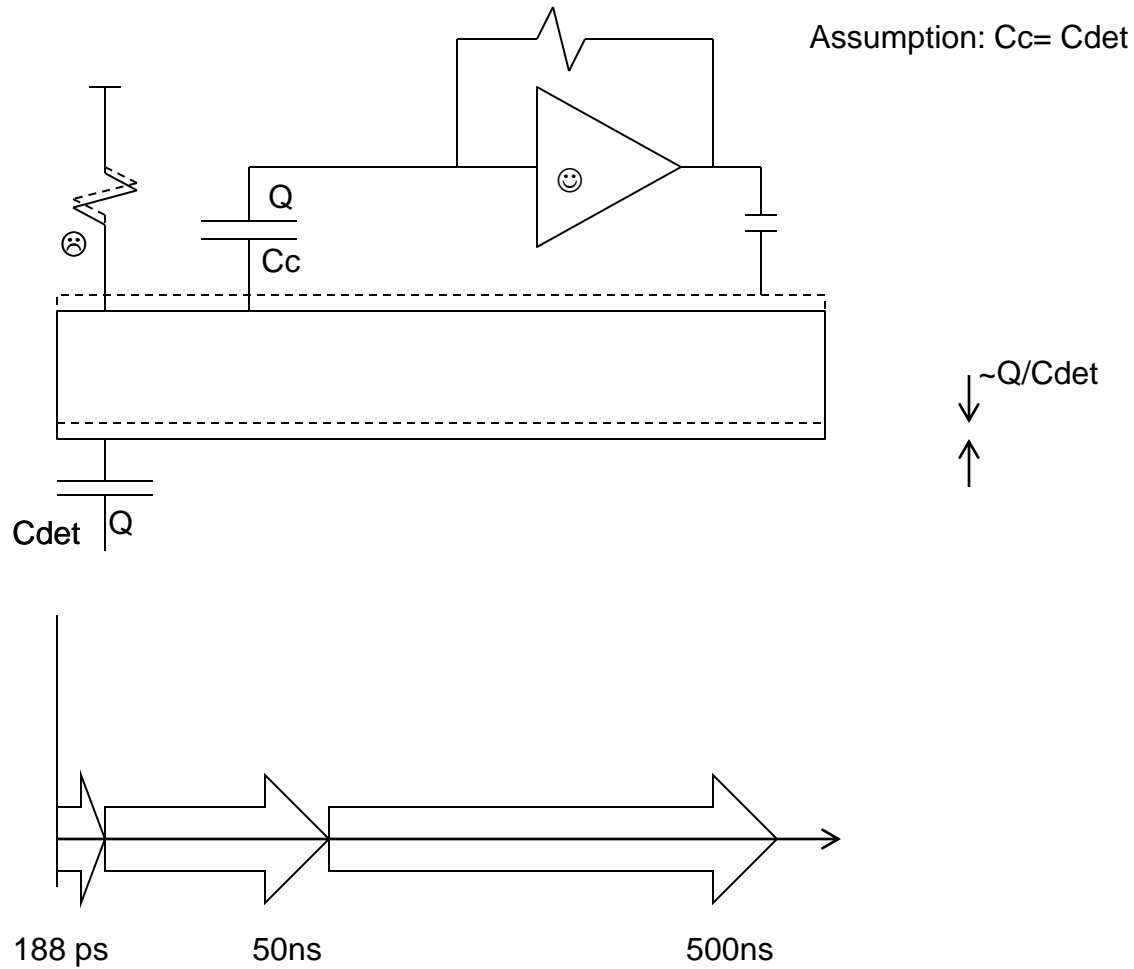 Assumption: Cc= Cdet
Q
Cc
~Q/Cdet
Q
Cdet
188 ps
50ns
500ns